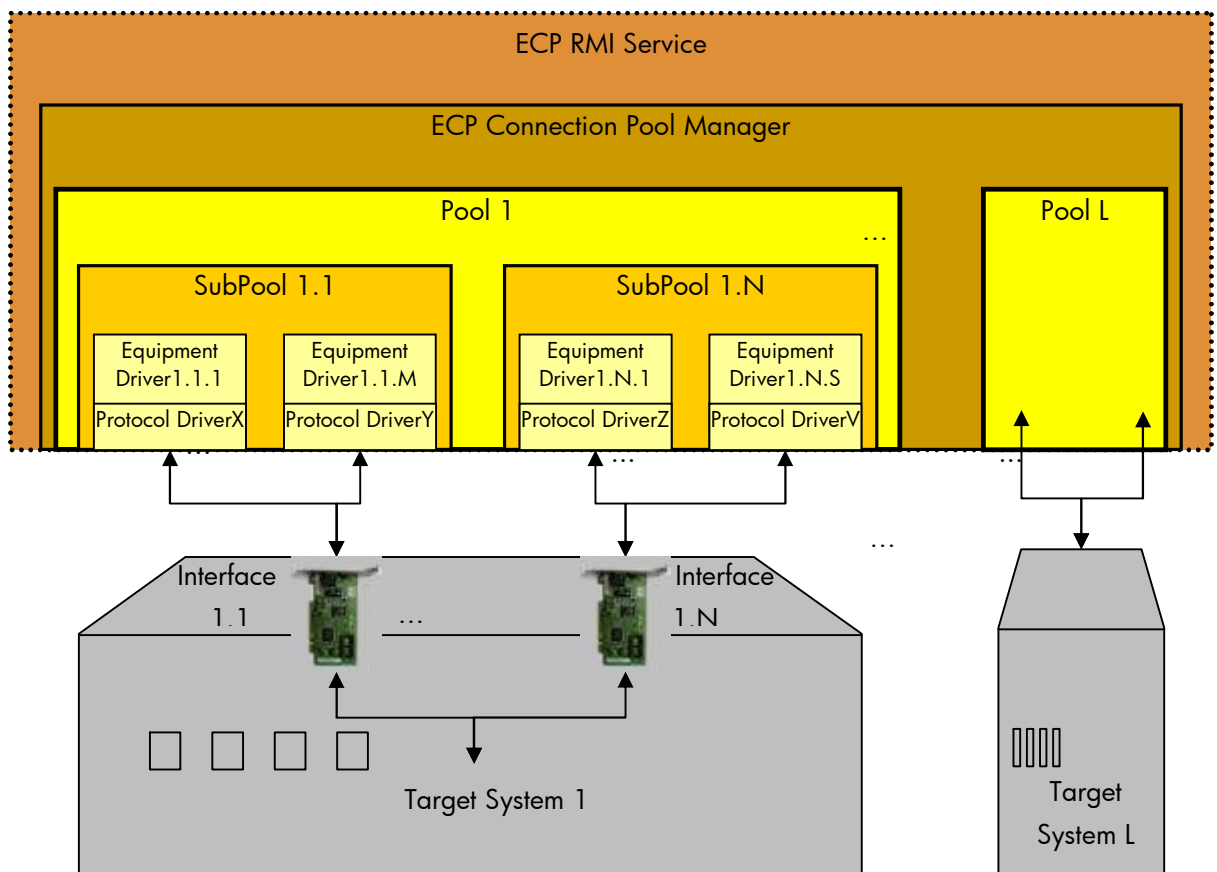 ECP RMI Service
ECP Connection Pool Manager
Pool 1
Pool L
...
SubPool 1.1
SubPool 1.N
Equipment
Driver1.1.1
Protocol DriverX
Equipment
Driver1.1.M
Protocol DriverY
Equipment
Driver1.N.1
Protocol DriverZ
Equipment
Driver1.N.S
Protocol DriverV
...
...
...
...
Interface
1.1
...
Interface
1.N
Target System 1
Target
System L